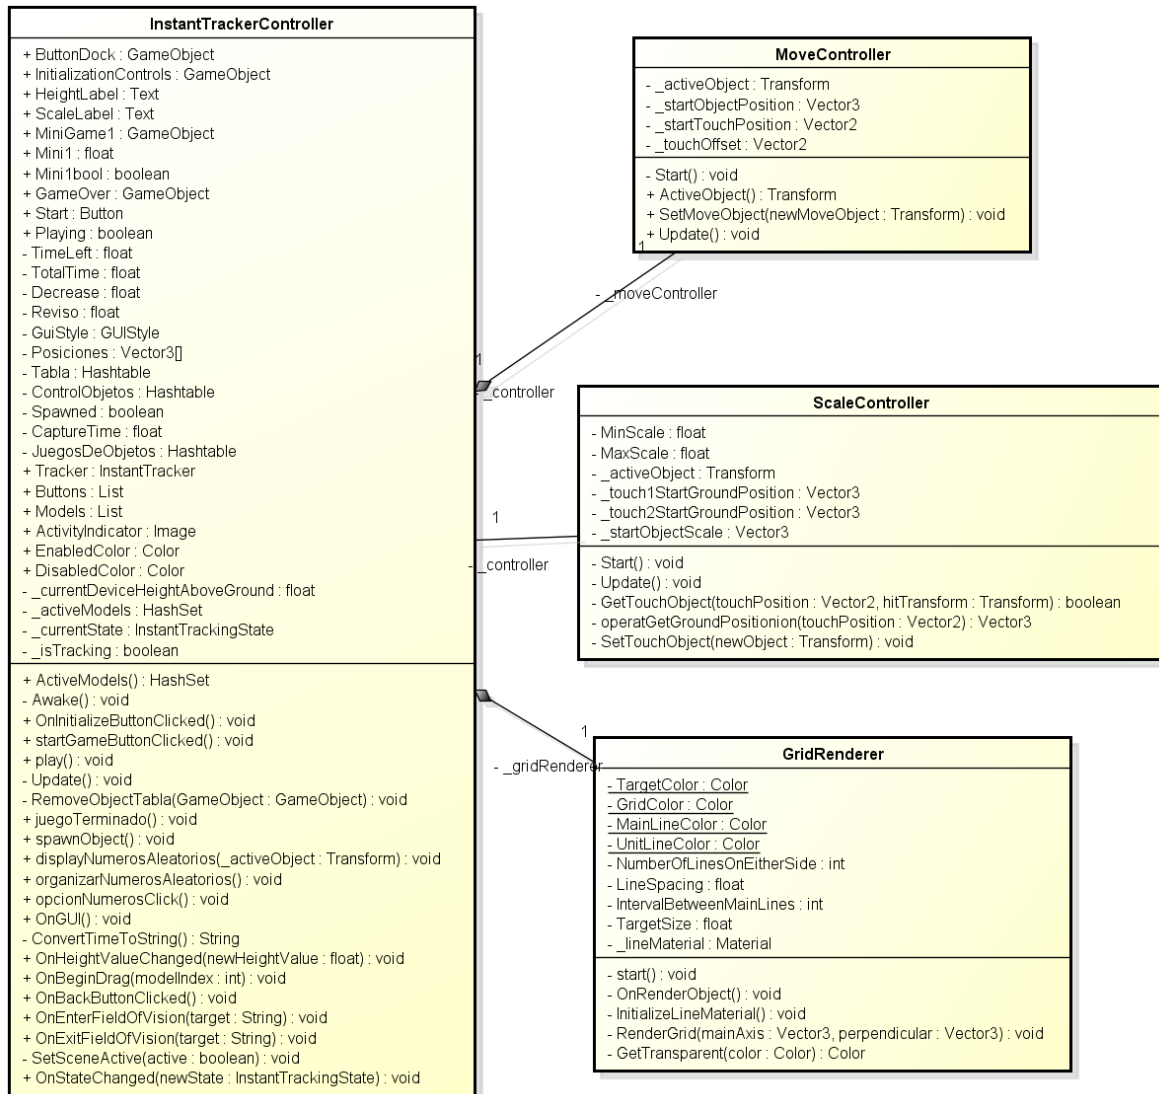 InstantTrackerController
+ ButtonDock : GameObject
+ InitializationControls : GameObject
+ HeightLabel : Text
+ ScaleLabel : Text
+ MiniGame1 : GameObject
+ Mini1 : float
+ Mini1bool : boolean
+ GameOver : GameObject
+ Start : Button
+ Playing : boolean
- TimeLeft : float
- TotalTime : float
- Decrease : float
- Reviso : float
- GuiStyle : GUIStyle
- Posiciones : Vector3[]
- Tabla : Hashtable
- ControlObjetos : Hashtable
- Spawned : boolean
- CaptureTime : float
- JuegosDeObjetos : Hashtable
+ Tracker : InstantTracker
+ Buttons : List
+ Models : List
+ ActivityIndicator : Image
+ EnabledColor : Color
+ DisabledColor : Color
- _currentDeviceHeightAboveGround : float
- _activeModels : HashSet
- _currentState : InstantTrackingState
- _isTracking : boolean
+ ActiveModels() : HashSet
- Awake() : void
+ OnInitializeButtonClicked() : void
+ startGameButtonClicked() : void
+ play() : void
- Update() : void
- RemoveObjectTabla(GameObject : GameObject) : void
+ juegoTerminado() : void
+ spawnObject() : void
+ displayNumerosAleatorios(_activeObject : Transform) : void
+ organizarNumerosAleatorios() : void
+ opcionNumerosClick() : void
+ OnGUI() : void
- ConvertTimeToString() : String
+ OnHeightValueChanged(newHeightValue : float) : void
+ OnBeginDrag(modelIndex : int) : void
+ OnBackButtonClicked() : void
+ OnEnterFieldOfVision(target : String) : void
+ OnExitFieldOfVision(target : String) : void
- SetSceneActive(active : boolean) : void
+ OnStateChanged(newState : InstantTrackingState) : void
MoveController
- _activeObject : Transform
- _startObjectPosition : Vector3
- _startTouchPosition : Vector2
- _touchOffset : Vector2
- Start() : void
+ ActiveObject() : Transform
+ SetMoveObject(newMoveObject : Transform) : void
+ Update() : void
1
- _moveController
1
- _controller
ScaleController
- MinScale : float
- MaxScale : float
- _activeObject : Transform
- _touch1StartGroundPosition : Vector3
- _touch2StartGroundPosition : Vector3
- _startObjectScale : Vector3
- Start() : void
- Update() : void
- GetTouchObject(touchPosition : Vector2, hitTransform : Transform) : boolean
- operatGetGroundPositionion(touchPosition : Vector2) : Vector3
- SetTouchObject(newObject : Transform) : void
1
- _controller
1
- _gridRenderer
GridRenderer
- TargetColor : Color
- GridColor : Color
- MainLineColor : Color
- UnitLineColor : Color
- NumberOfLinesOnEitherSide : int
- LineSpacing : float
- IntervalBetweenMainLines : int
- TargetSize : float
- _lineMaterial : Material
- start() : void
- OnRenderObject() : void
- InitializeLineMaterial() : void
- RenderGrid(mainAxis : Vector3, perpendicular : Vector3) : void
- GetTransparent(color : Color) : Color